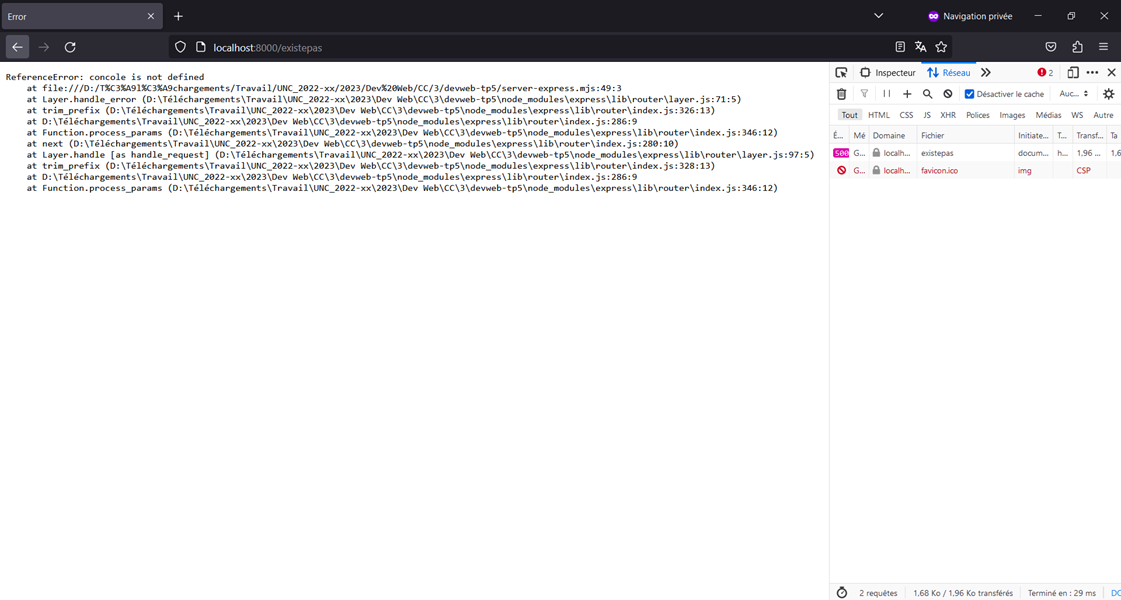 Error
Navigation privée
localhost:8000/existepas
ReferenceError: concole is not defined
at file:///D:/T%C3%A9l%C3%A9chargements/Travail/UNC_2022-xx/2023/Dev%20Web/CC/3/devweb-tp5/server-express.mjs:49:3
at Layer.handle_error (D:\Téléchargements\Travail\UNC_2022-xx\2023\Dev Web\CC\3\devweb-tp5\node_modules\express\lib\router\layer.js:71:5)
at trim_prefix (D:\Téléchargements\Travail\UNC_2022-xx\2023\Dev Web\CC\3\devweb-tp5\node_modules\express\lib\router\index.js:326:13)
at D:\Téléchargements\Travail\UNC_2022-xx\2023\Dev Web\CC\3\devweb-tp5\node_modules\express\lib\router\index.js:286:9
at Function.process_params (D:\Téléchargements\Travail\UNC_2022-xx\2023\Dev Web\CC\3\devweb-tp5\node_modules\express\lib\router\index.js:346:12)
at next (D:\Téléchargements\Travail\UNC_2022-xx\2023\Dev Web\CC\3\devweb-tp5\node_modules\express\lib\router\index.js:280:10)
at Layer.handle [as handle_request] (D:\Téléchargements\Travail\UNC_2022-xx\2023\Dev Web\CC\3\devweb-tp5\node_modules\express\lib\router\layer.js:97:5)
at trim_prefix (D:\Téléchargements\Travail\UNC_2022-xx\2023\Dev Web\CC\3\devweb-tp5\node_modules\express\lib\router\index.js:328:13)
at D:\Téléchargements\Travail\UNC_2022-xx\2023\Dev Web\CC\3\devweb-tp5\node_modules\express\lib\router\index.js:286:9
at Function.process_params (D:\Téléchargements\Travail\UNC_2022-xx\2023\Dev Web\CC\3\devweb-tp5\node_modules\express\lib\router\index.js:346:12)
Inspecteur Réseau 2
Désactiver le cache Auc...
Tout HTML CSS JS XHR Polices Images Médias WS Autre
É... Mé Domaine Fichier Initiate... T... Transf... Ta
500 G... localh... existepas docum... h... 1,96 ... 1,6
G... localh... favicon.ico img CSP
2 requêtes 1,68 Ko / 1,96 Ko transférés Terminé en : 29 ms DO